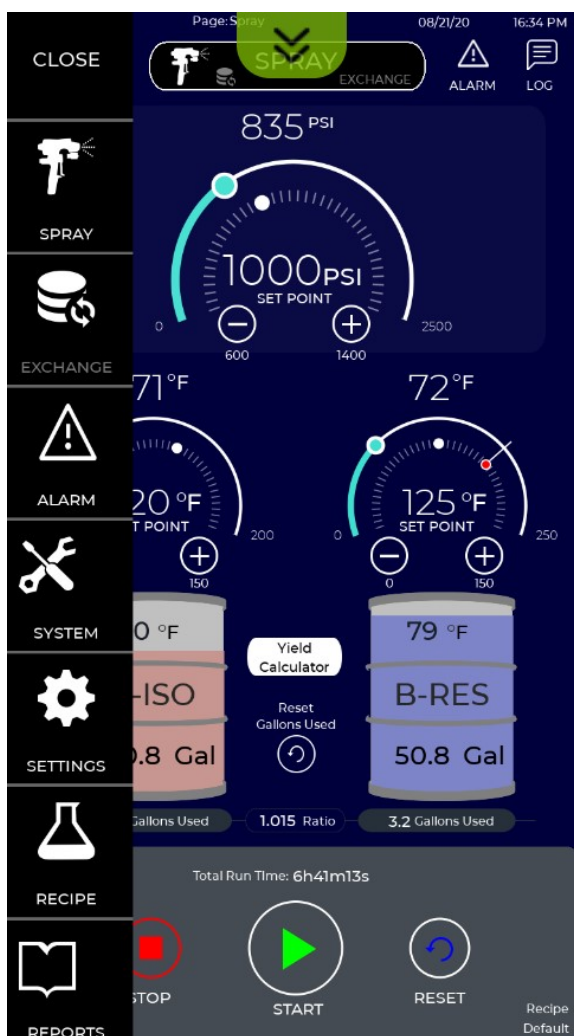 Page: Spray
08/21/20
16:34 PM
CLOSE
SPRAY
EXCHANGE
ALARM
LOG
835 PSI
SPRAY
1000PSI
SET POINT
0
2500
600
1400
EXCHANGE
71°F
72°F
ALARM
20 °F
T POINT
200
150
125 °F
SET POINT
0
250
0
150
SYSTEM
0 °F
79 °F
Yield
Calculator
-ISO
B-RES
Reset
Gallons Used
SETTINGS
.8 Gal
50.8 Gal
Gallons Used
1.015 Ratio
3.2 Gallons Used
Total Run TIme: 6h41m13s
RECIPE
STOP
START
RESET
REPORTS
Recipe
Default